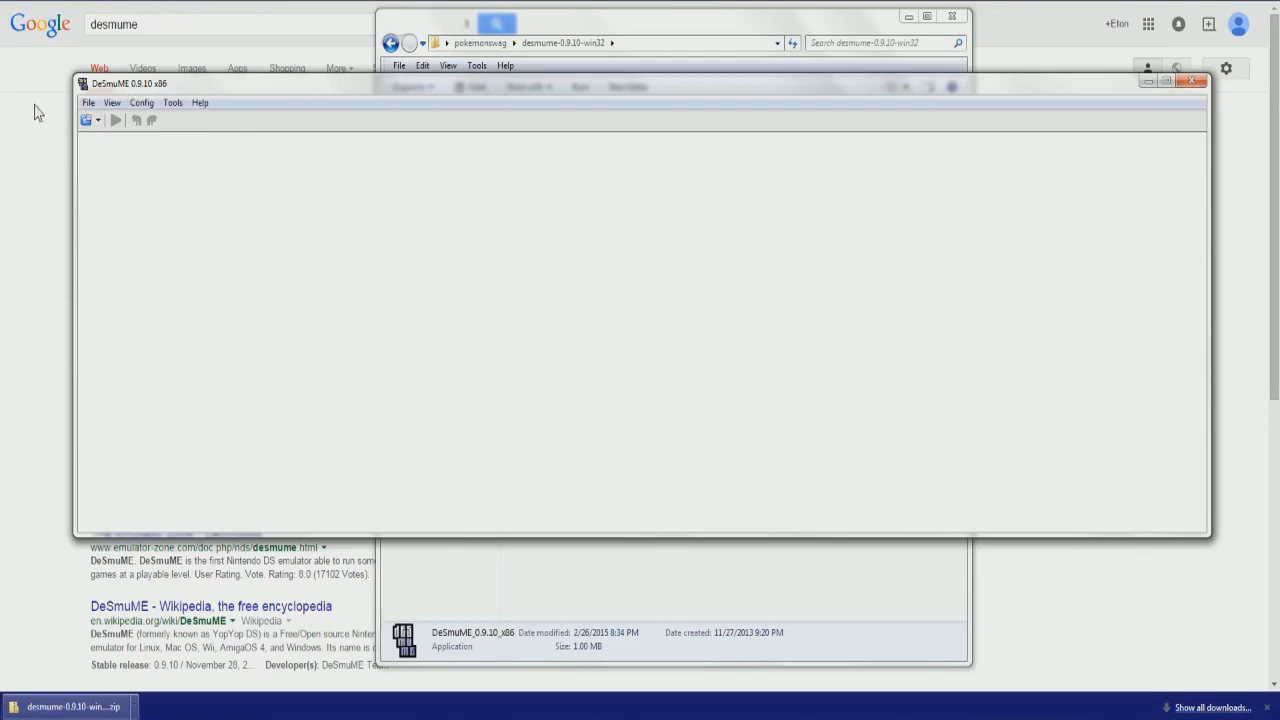 Google
desmume
+Eton
Web Videos Images Apps Shopping More
pokemonswag desmume-0.9.10-win32
Search desmume-0.9.10-win32
File Edit View Tools Help
DeSmuME 0.9.10 x86
File View Config Tools Help
www.emulator-zone.com/doc.php/nds/desmume.html
DeSmuME. DeSmuME is the first Nintendo DS emulator able to run som
games at a playable level. User Rating, Vote. Rating: 8.0 (17102 Votes).
DeSmuME - Wikipedia, the free encyclopedia
en.wikipedia.org/wiki/DeSmuME Wikipedia
DeSmuME (formerly known as YopYop DS) is a Free/Open source Ninten
emulator for Linux, Mac OS, Wii, AmigaOS 4, and Windows. Its name is d
Stable release: 0.9.10 / November 28, 2... Developer(s): DeSmuME
DeSmuME_0.9.10_x86 Date modified: 2/26/2015 8:34 PM Date created: 11/27/2013 9:20 PM
Application Size: 1.00 MB
desmume-0.9.10-win....zip
Show all downloads...